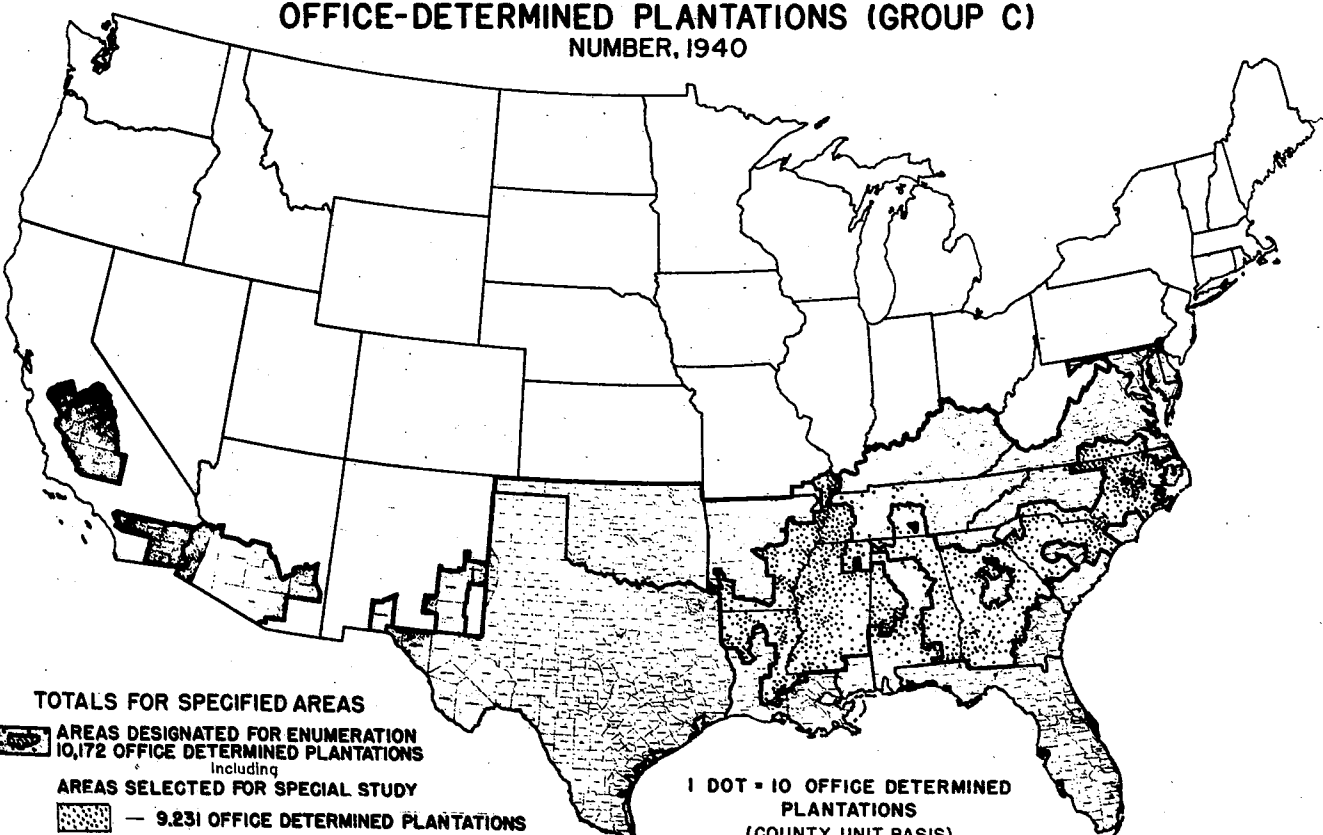 OFFICE-DETERMINED PLANTATIONS (GROUP C)
NUMBER, 1940
TOTALS FOR SPECIFIED AREAS
AREAS DESIGNATED FOR ENUMERATION
10,172 OFFICE DETERMINED PLANTATIONS
Including
AREAS SELECTED FOR SPECIAL STUDY
— 9,231 OFFICE DETERMINED PLANTATIONS
1 DOT = 10 OFFICE DETERMINED
PLANTATIONS
(COUNTY UNIT BASIS)